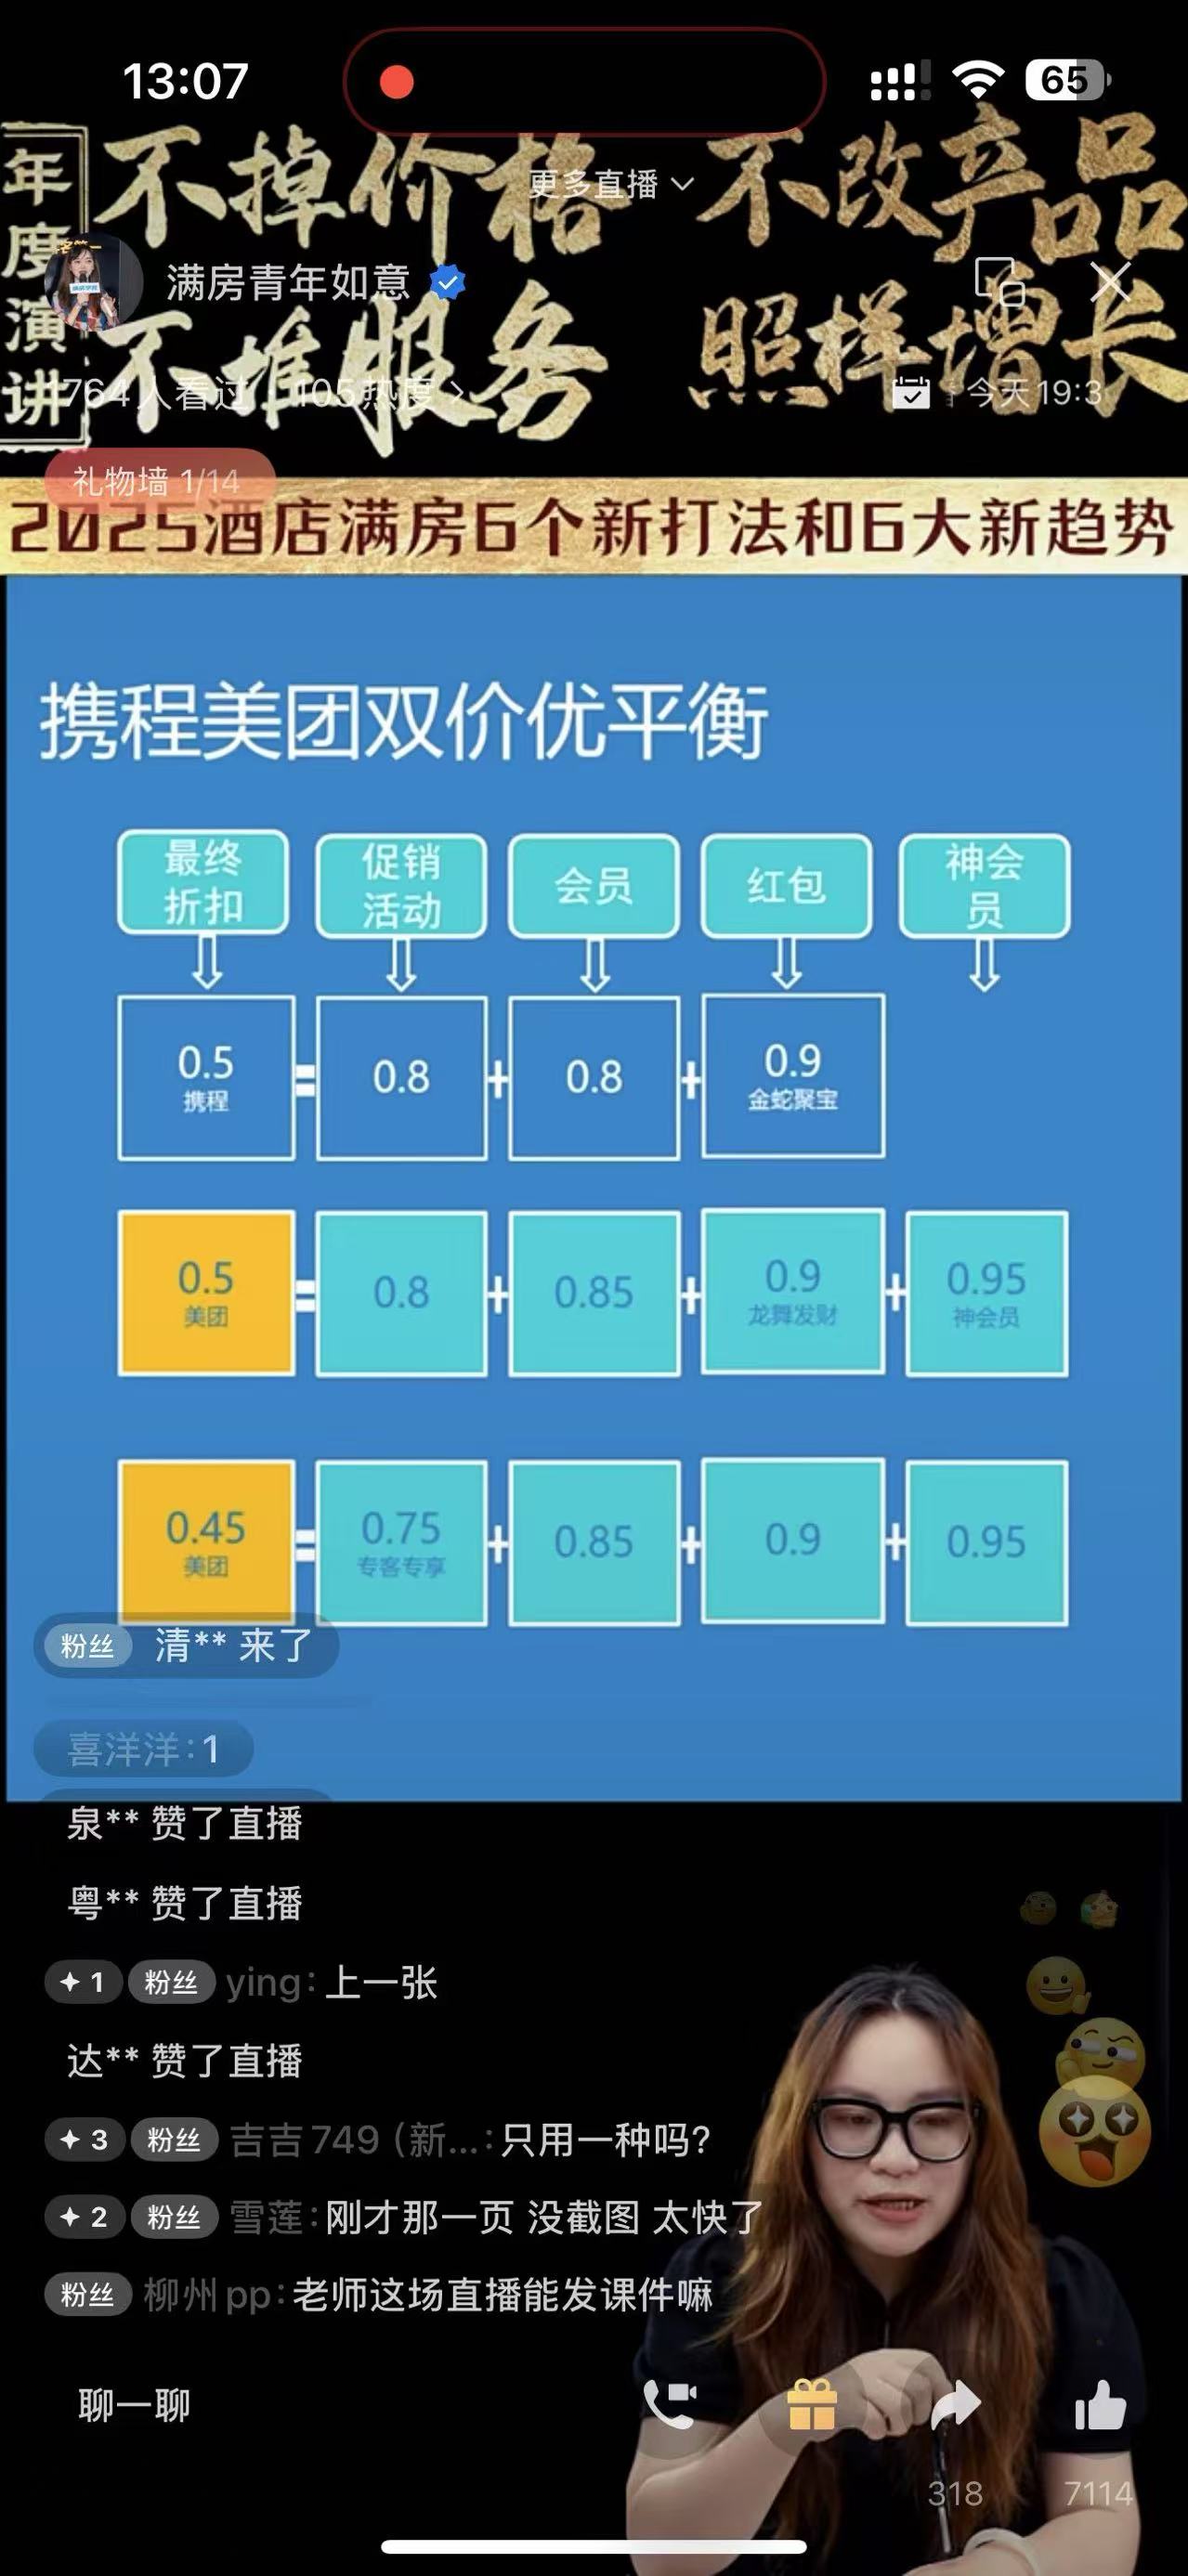 13:07
65
年度演讲
不掉价格 不改产品
更多直播
满房青年如意
不堆服务 照样增长
764人看过 105热度
今天19:3
礼物墙 1/14
2025酒店满房6个新打法和6大新趋势
携程美团双价优平衡
最终折扣 促销活动 会员 红包 神会员
0.5 = 0.8 + 0.8 + 0.9
携程 金蛇聚宝
0.5 = 0.8 + 0.85 + 0.9 + 0.95
美团 龙舞发财 神会员
0.45 = 0.75 + 0.85 + 0.9 + 0.95
美团 专客专享
粉丝 清** 来了
喜洋洋:1
泉** 赞了直播
粤** 赞了直播
1 粉丝 ying:上一张
达** 赞了直播
3 粉丝 吉吉749 (新...:只用一种吗?
2 粉丝 雪莲:刚才那一页 没截图 太快了
粉丝 柳州pp:老师这场直播能发课件嘛
聊一聊
318 7114